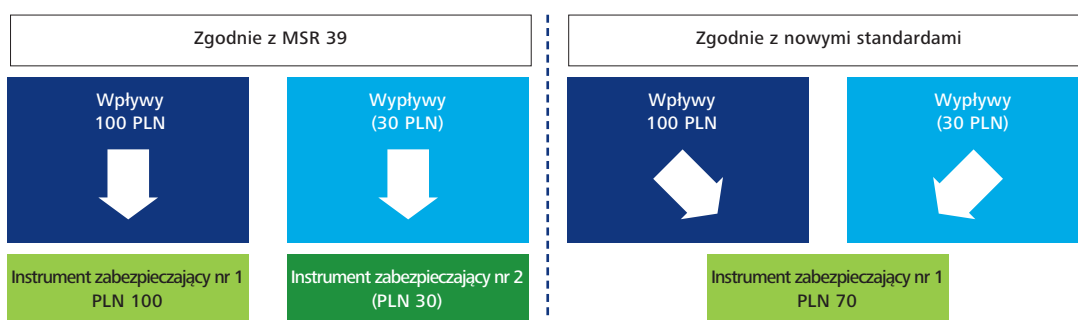 Zgodnie z MSR 39
Zgodnie z nowymi standardami
Wpływy
100 PLN
Wypływy
(30 PLN)
Wpływy
100 PLN
Wypływy
(30 PLN)
Instrument zabezpieczający nr 1
PLN 100
Instrument zabezpieczający nr 2
(PLN 30)
Instrument zabezpieczający nr 1
PLN 70